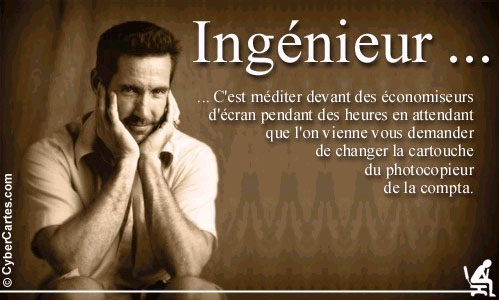 Ingénieur ...
... C'est méditer devant des économiseurs
d'écran pendant des heures en attendant
que l'on vienne vous demander
de changer la cartouche
du photocopieur
de la compta.
© CyberCartes.com